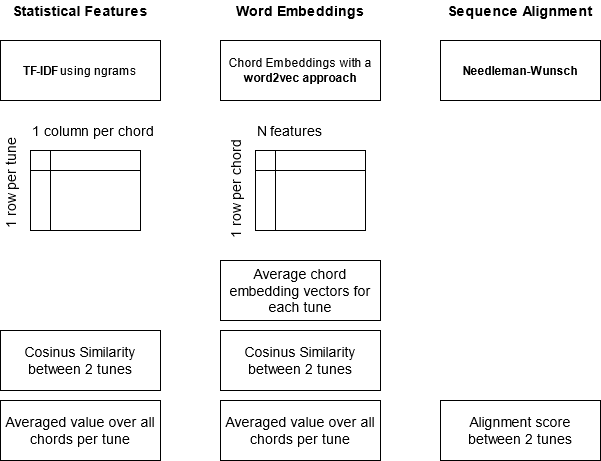 Statistical Features
Word Embeddings
Sequence Alignment
TF-IDF using ngrams
Chord Embeddings with a
word2vec approach
Needleman-Wunsch
1 column per chord
1 row per tune
N features
1 row per chord
Average chord
embedding vectors for
each tune
Cosinus Similarity
between 2 tunes
Cosinus Similarity
between 2 tunes
Averaged value over all
chords per tune
Averaged value over all
chords per tune
Alignment score
between 2 tunes